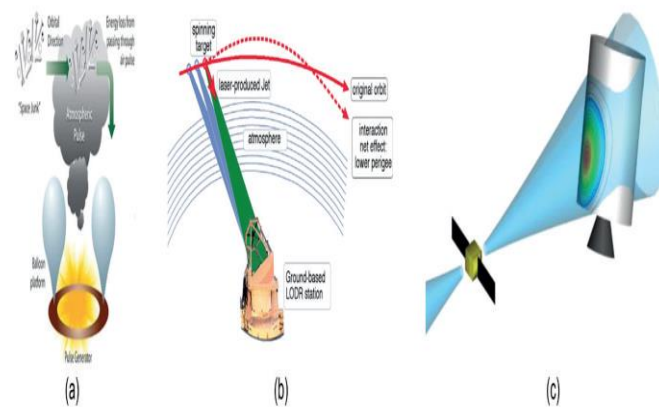 Orbital
Direction
Energy loss from
passing through
air pulse
"Space Junk"
Atmospheric
Pulse
Balloon
platform
Pulse Generator
(a)
spinning
target
laser-produced Jet
original orbit
atmosphere
interaction
net effect:
lower perigee
Ground-based
LODR station
(b)
(c)